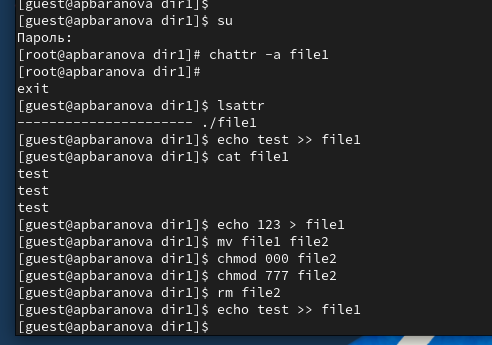 [guest@apbaranova dir1]$
[guest@apbaranova dir1]$ su
Пароль:
[root@apbaranova dir1]# chattr -a file1
[root@apbaranova dir1]#
exit
[guest@apbaranova dir1]$ lsattr
---------------------- ./file1
[guest@apbaranova dir1]$ echo test >> file1
[guest@apbaranova dir1]$ cat file1
test
test
test
[guest@apbaranova dir1]$ echo 123 > file1
[guest@apbaranova dir1]$ mv file1 file2
[guest@apbaranova dir1]$ chmod 000 file2
[guest@apbaranova dir1]$ chmod 777 file2
[guest@apbaranova dir1]$ rm file2
[guest@apbaranova dir1]$ echo test >> file1
[guest@apbaranova dir1]$